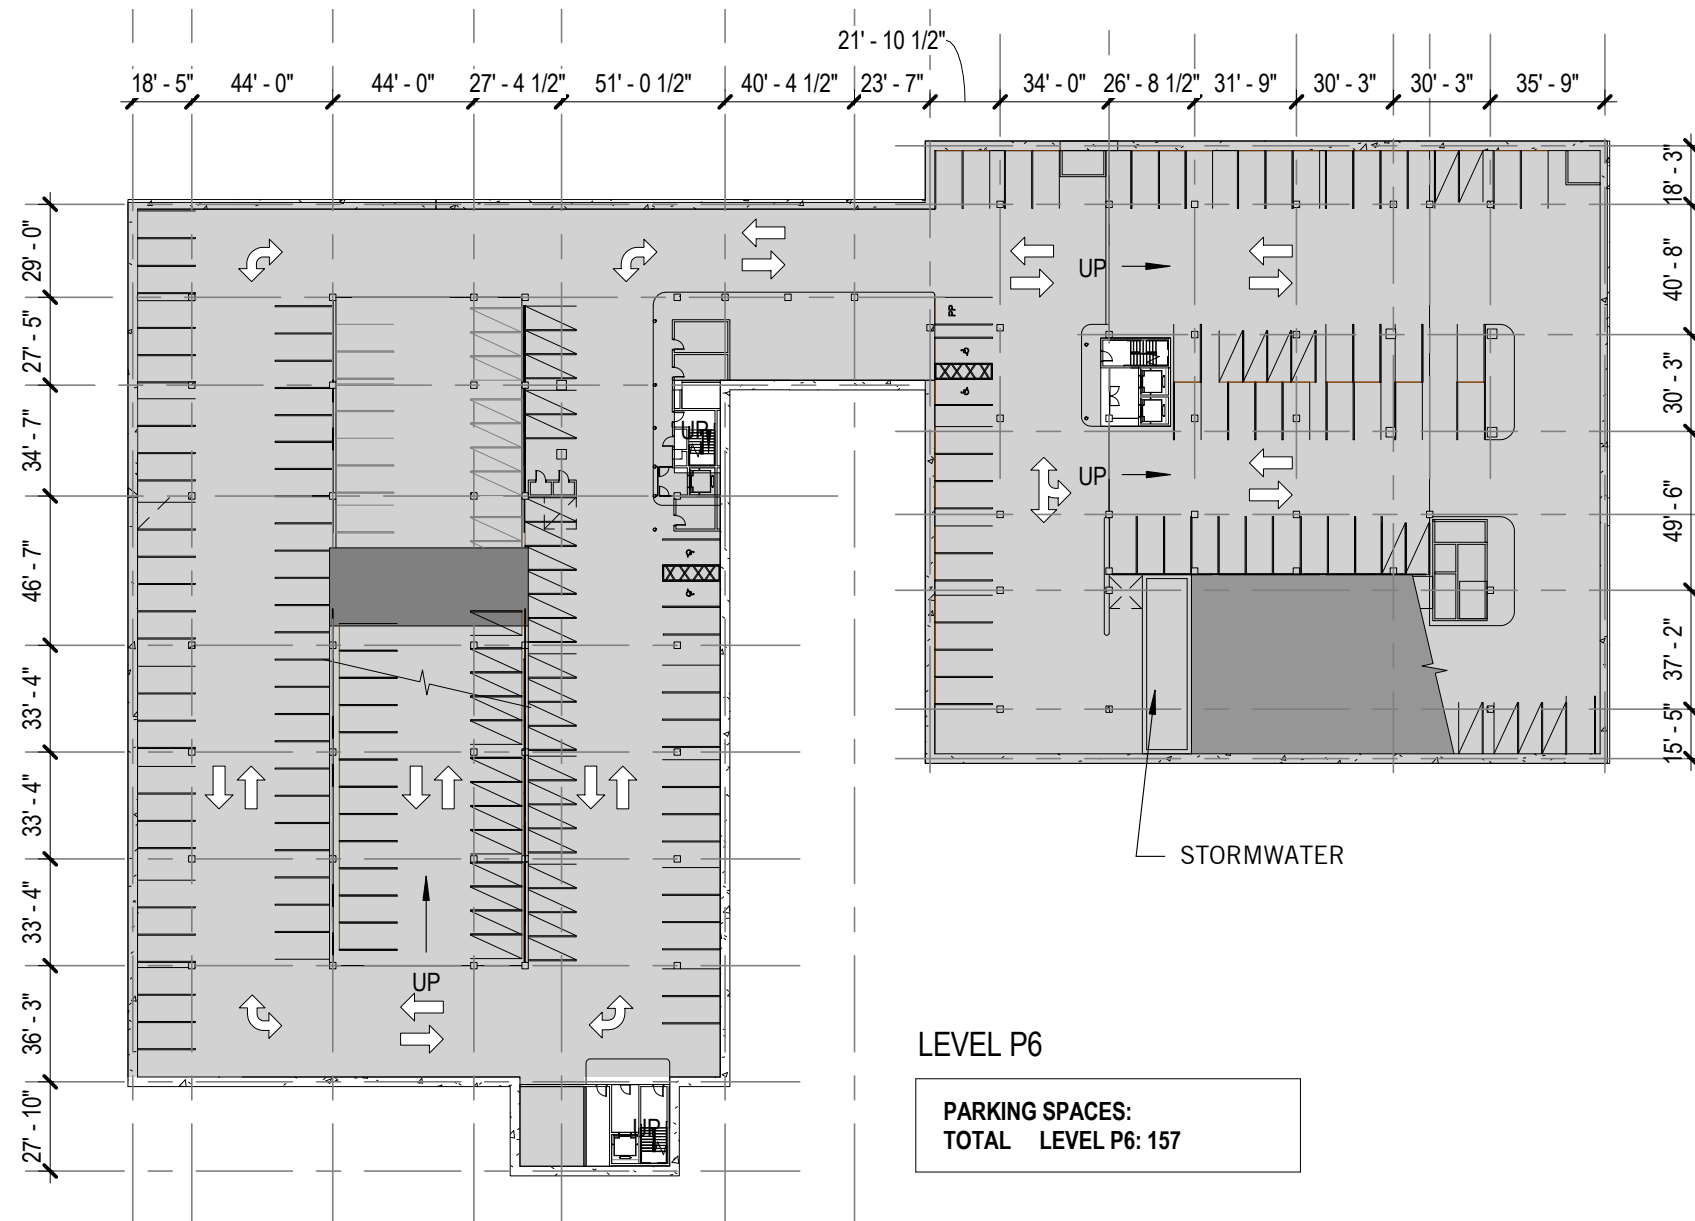 21' - 10 1/2"
18' - 5"
44' - 0"
44' - 0"
27' - 4 1/2"
51' - 0 1/2"
40' - 4 1/2"
23' - 7"
34' - 0"
26' - 8 1/2"
31' - 9"
30' - 3"
30' - 3"
35' - 9"
18' - 3"
40' - 8"
30' - 3"
49' - 6"
37' - 2"
15' - 5"
29' - 0"
27' - 5"
34' - 7"
46' - 7"
33' - 4"
33' - 4"
33' - 4"
36' - 3"
27' - 10"
UP
PP
UP
UP
UP
UP
STORMWATER
LEVEL P6
PARKING SPACES:
TOTAL LEVEL P6: 157